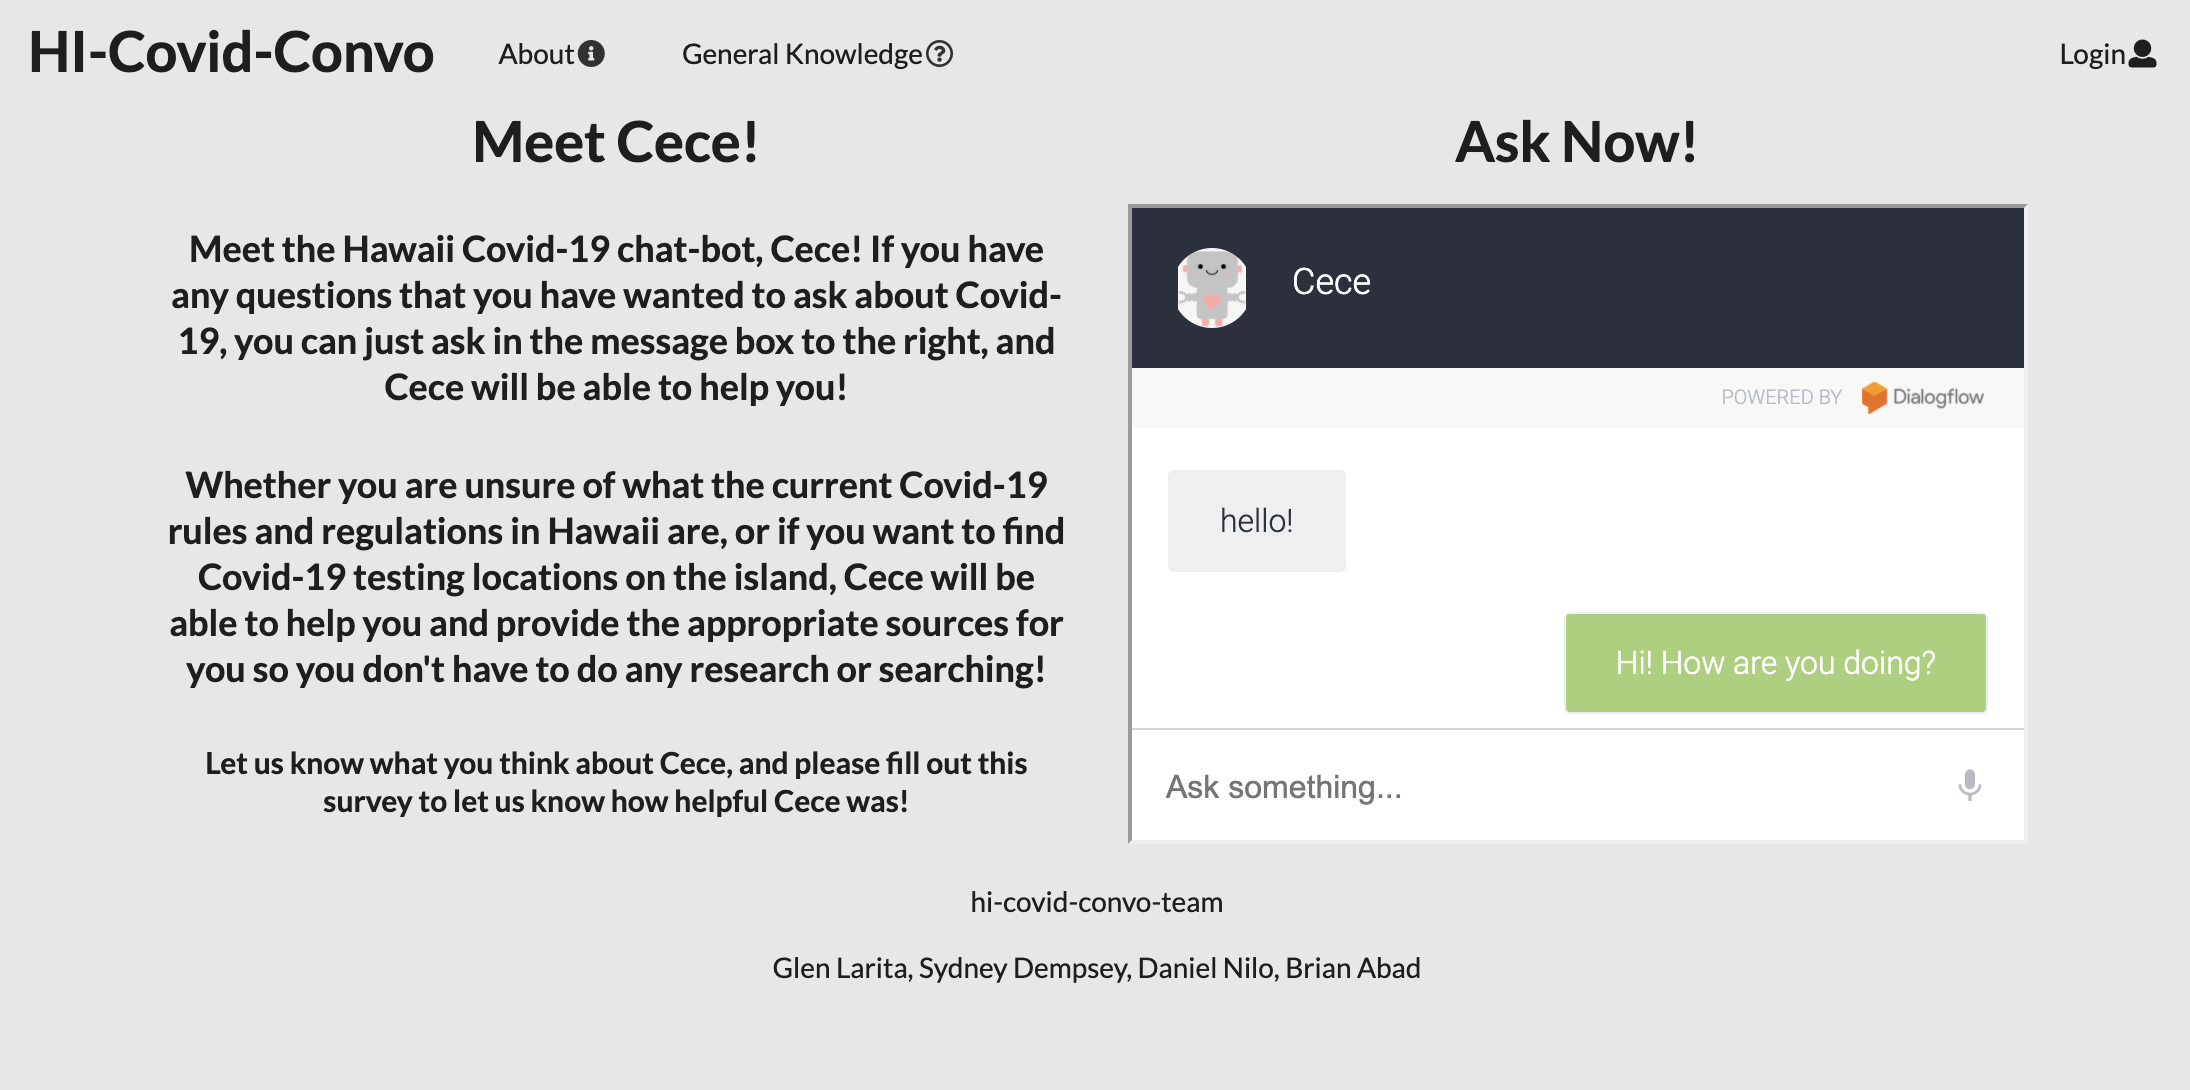 HI-Covid-Convo
About
General Knowledge
Login
Meet Cece!
Meet the Hawaii Covid-19 chat-bot, Cece! If you have
any questions that you have wanted to ask about Covid-
19, you can just ask in the message box to the right, and
Cece will be able to help you!
Whether you are unsure of what the current Covid-19
rules and regulations in Hawaii are, or if you want to find
Covid-19 testing locations on the island, Cece will be
able to help you and provide the appropriate sources for
you so you don't have to do any research or searching!
Let us know what you think about Cece, and please fill out this
survey to let us know how helpful Cece was!
Ask Now!
Cece
POWERED BY Dialogflow
hello!
Hi! How are you doing?
Ask something...
hi-covid-convo-team
Glen Larita, Sydney Dempsey, Daniel Nilo, Brian Abad